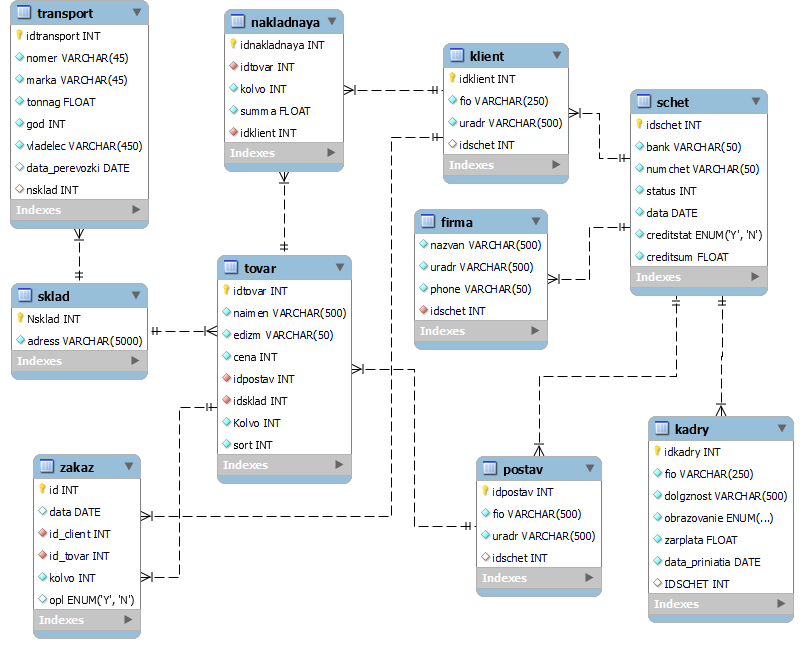 transport
idtransport INT
nomer VARCHAR(45)
marka VARCHAR(45)
tonnag FLOAT
god INT
vladelec VARCHAR(450)
data_perevozki DATE
nsklad INT
Indexes
nakladnaya
idnakladnaya INT
idtovar INT
kolvo INT
summa FLOAT
idklient INT
Indexes
klient
idklient INT
fio VARCHAR(250)
uradr VARCHAR(500)
idschet INT
Indexes
schet
idschet INT
bank VARCHAR(50)
numchet VARCHAR(50)
status INT
data DATE
creditstat ENUM('Y', 'N')
creditsum FLOAT
Indexes
firma
nazvan VARCHAR(500)
uradr VARCHAR(500)
phone VARCHAR(50)
idschet INT
Indexes
sklad
Nsklad INT
adress VARCHAR(5000)
Indexes
tovar
idtovar INT
naimen VARCHAR(500)
edizm VARCHAR(50)
cena INT
idpostav INT
idsklad INT
Kolvo INT
sort INT
Indexes
zakaz
id INT
data DATE
id_client INT
id_tovar INT
kolvo INT
opl ENUM('Y', 'N')
Indexes
postav
idpostav INT
fio VARCHAR(500)
uradr VARCHAR(500)
idschet INT
Indexes
kadry
idkadry INT
fio VARCHAR(250)
dolgznost VARCHAR(500)
obrazovanie ENUM(...)
zarplata FLOAT
data_priniatia DATE
IDSCHET INT
Indexes